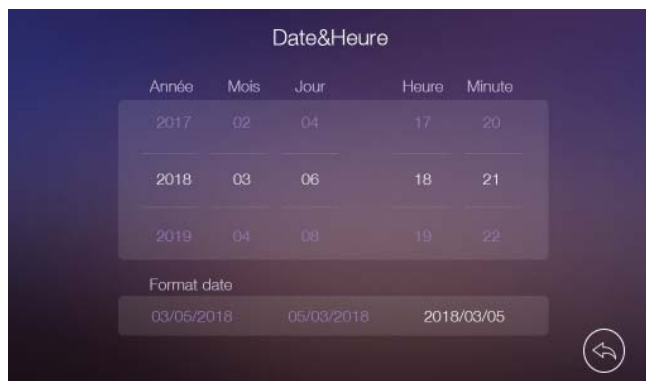 Date&Heure
Année Mois Jour Heure Minute
2017 02 04 17 20
2018 03 06 18 21
2019 04 08 19 22
Format date
03/05/2018 05/03/2018 2018/03/05